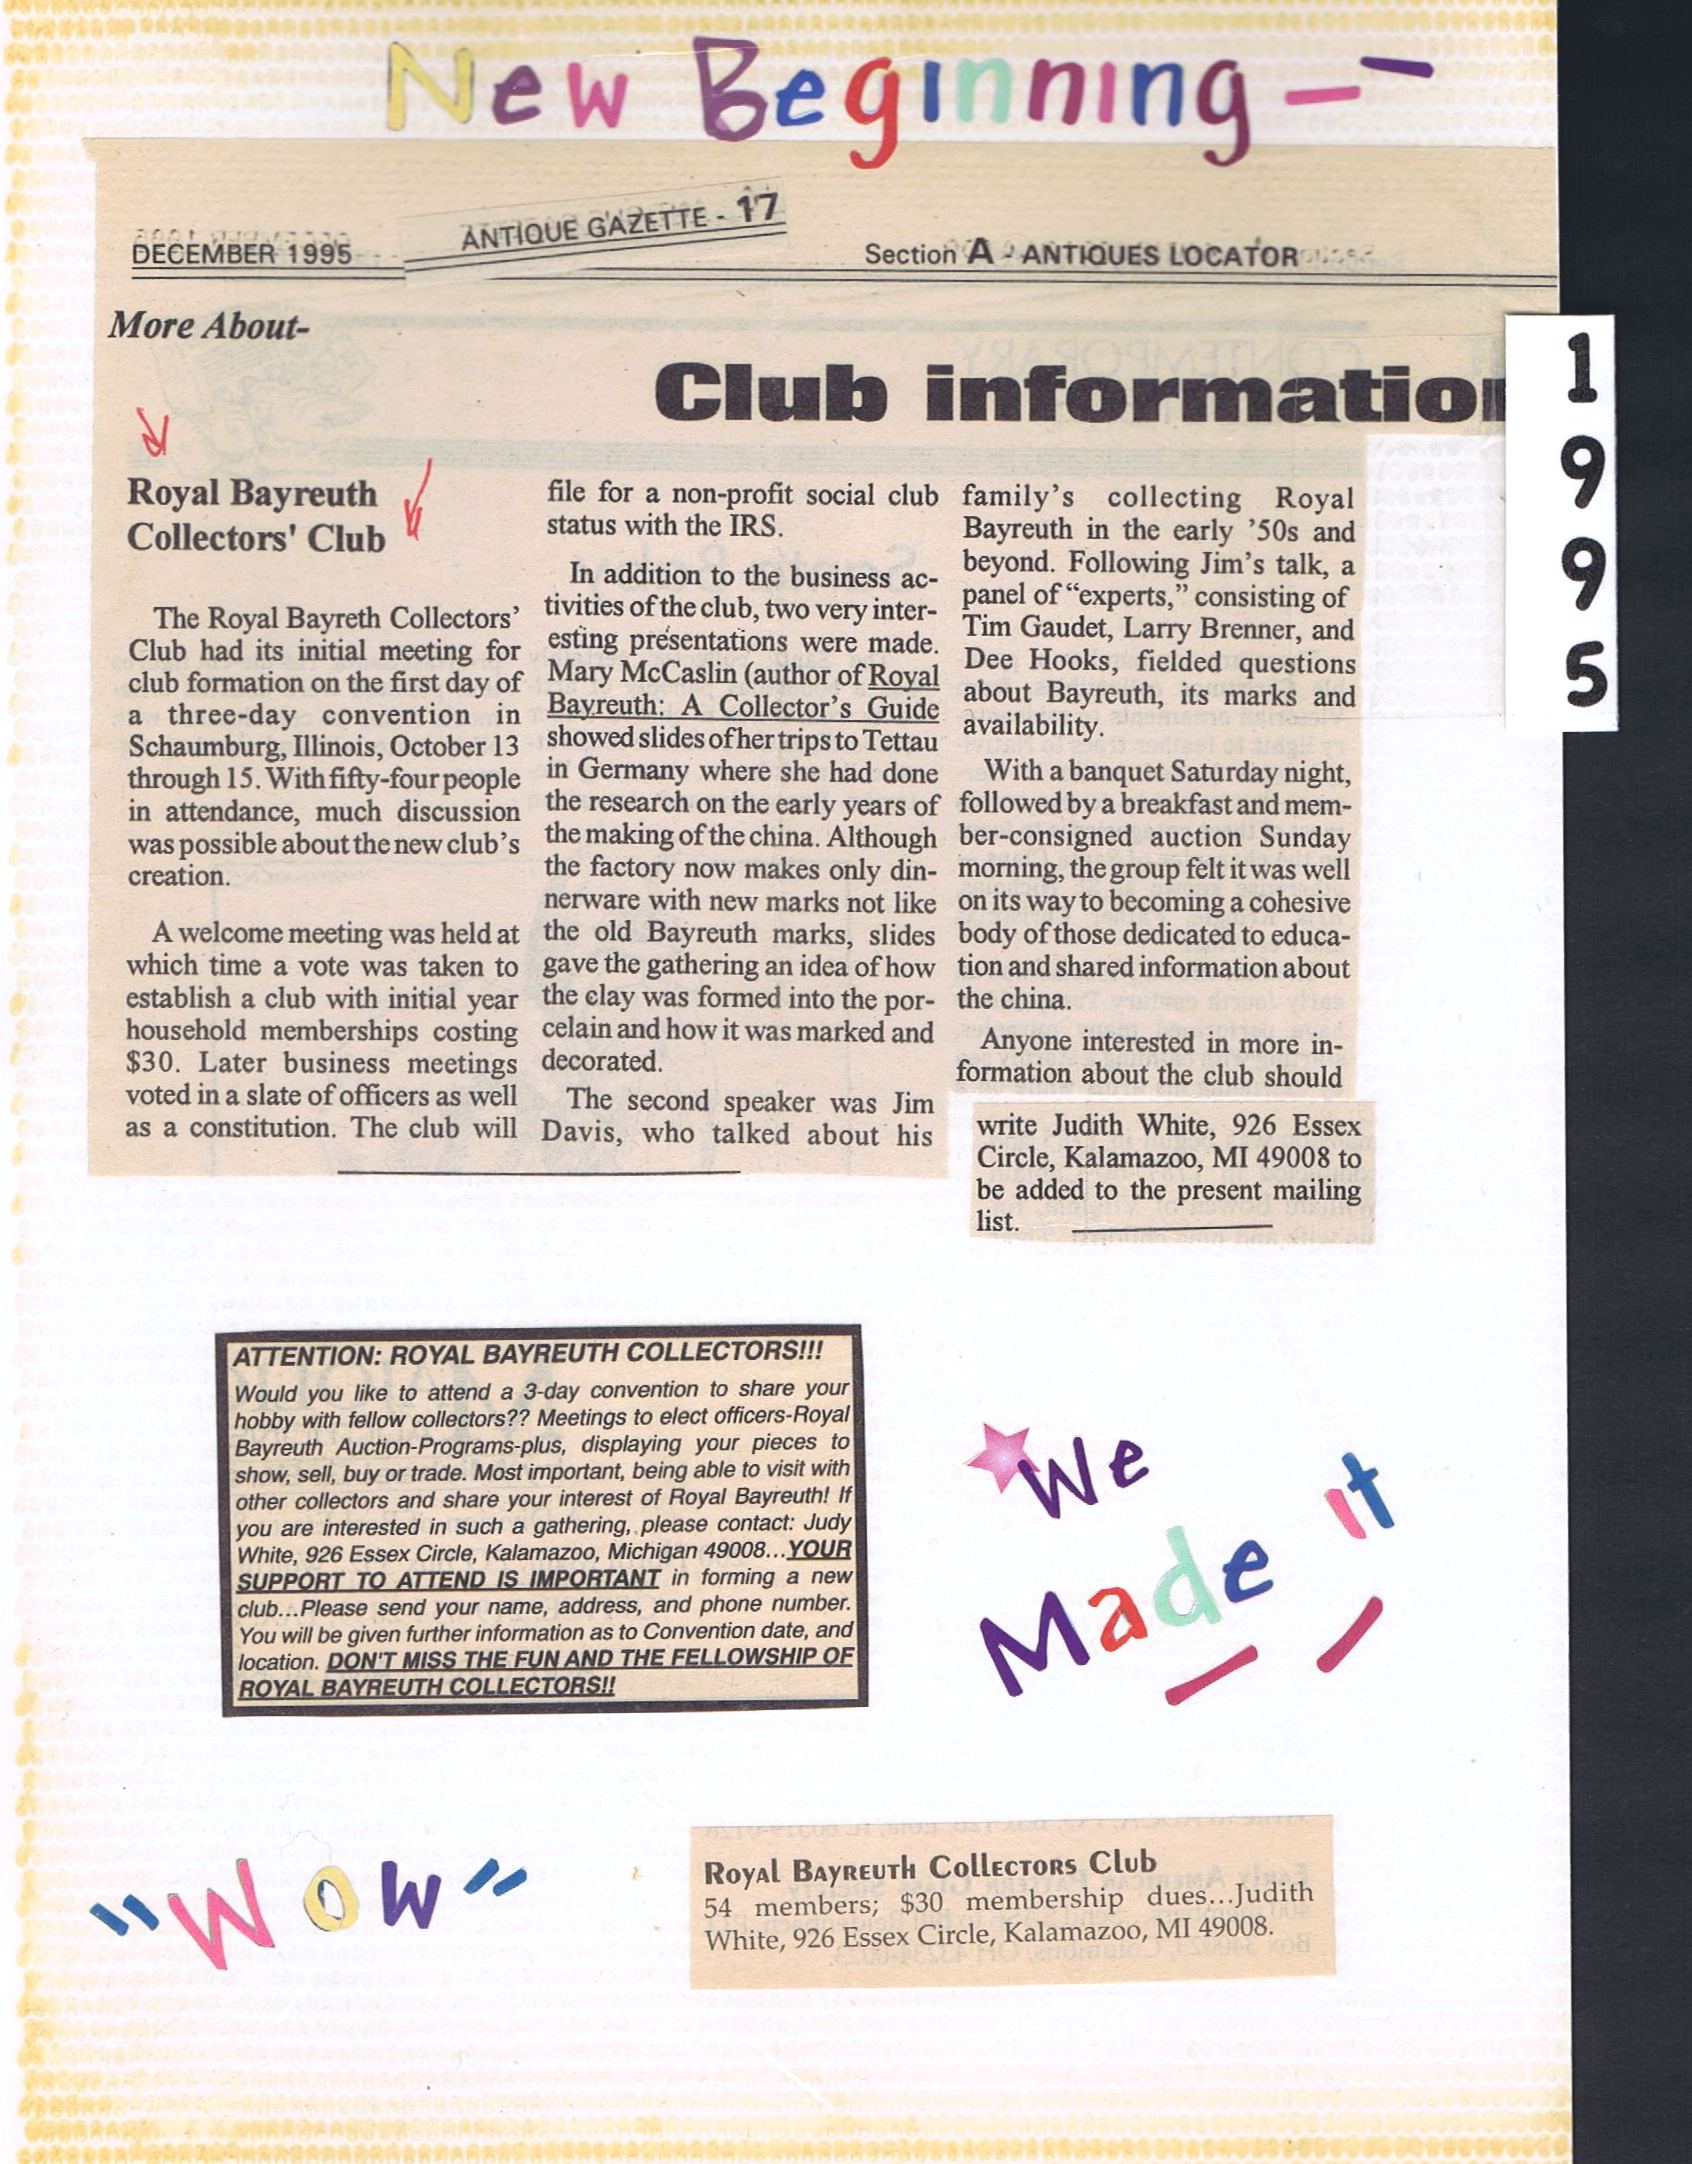 New Beginning——
DECEMBER 1995
ANTIQUE GAZETTE - 17
Section A - ANTIQUES LOCATOR
More About-
Club informatio
1
9
9
5
Royal Bayreuth
Collectors' Club
The Royal Bayreth Collectors’
Club had its initial meeting for
club formation on the first day of
a three-day convention in
Schaumburg, Illinois, October 13
through 15. With fifty-four people
in attendance, much discussion
was possible about the new club’s
creation.
A welcome meeting was held at
which time a vote was taken to
establish a club with initial year
household memberships costing
$30. Later business meetings
voted in a slate of officers as well
as a constitution. The club will
file for a non-profit social club
status with the IRS.
In addition to the business ac-
tivities of the club, two very inter-
esting presentations were made.
Mary McCaslin (author of Royal
Bayreuth: A Collector’s Guide
showed slides of her trips to Tettau
in Germany where she had done
the research on the early years of
the making of the china. Although
the factory now makes only din-
nerware with new marks not like
the old Bayreuth marks, slides
gave the gathering an idea of how
the clay was formed into the por-
celain and how it was marked and
decorated.
The second speaker was Jim
Davis, who talked about his
family’s collecting Royal
Bayreuth in the early ’50s and
beyond. Following Jim’s talk, a
panel of “experts,” consisting of
Tim Gaudet, Larry Brenner, and
Dee Hooks, fielded questions
about Bayreuth, its marks and
availability.
With a banquet Saturday night,
followed by a breakfast and mem-
ber-consigned auction Sunday
morning, the group felt it was well
on its way to becoming a cohesive
body of those dedicated to educa-
tion and shared information about
the china.
Anyone interested in more in-
formation about the club should
write Judith White, 926 Essex
Circle, Kalamazoo, MI 49008 to
be added to the present mailing
list.
ATTENTION: ROYAL BAYREUTH COLLECTORS!!!
Would you like to attend a 3-day convention to share your
hobby with fellow collectors?? Meetings to elect officers-Royal
Bayreuth Auction-Programs-plus, displaying your pieces to
show, sell, buy or trade. Most important, being able to visit with
other collectors and share your interest of Royal Bayreuth! If
you are interested in such a gathering, please contact: Judy
White, 926 Essex Circle, Kalamazoo, Michigan 49008...YOUR
SUPPORT TO ATTEND IS IMPORTANT in forming a new
club...Please send your name, address, and phone number.
You will be given further information as to Convention date, and
location. DON'T MISS THE FUN AND THE FELLOWSHIP OF
ROYAL BAYREUTH COLLECTORS!!
We
Made it
"WOW"
Royal Bayreuth Collectors Club
54 members; $30 membership dues...Judith
White, 926 Essex Circle, Kalamazoo, MI 49008.